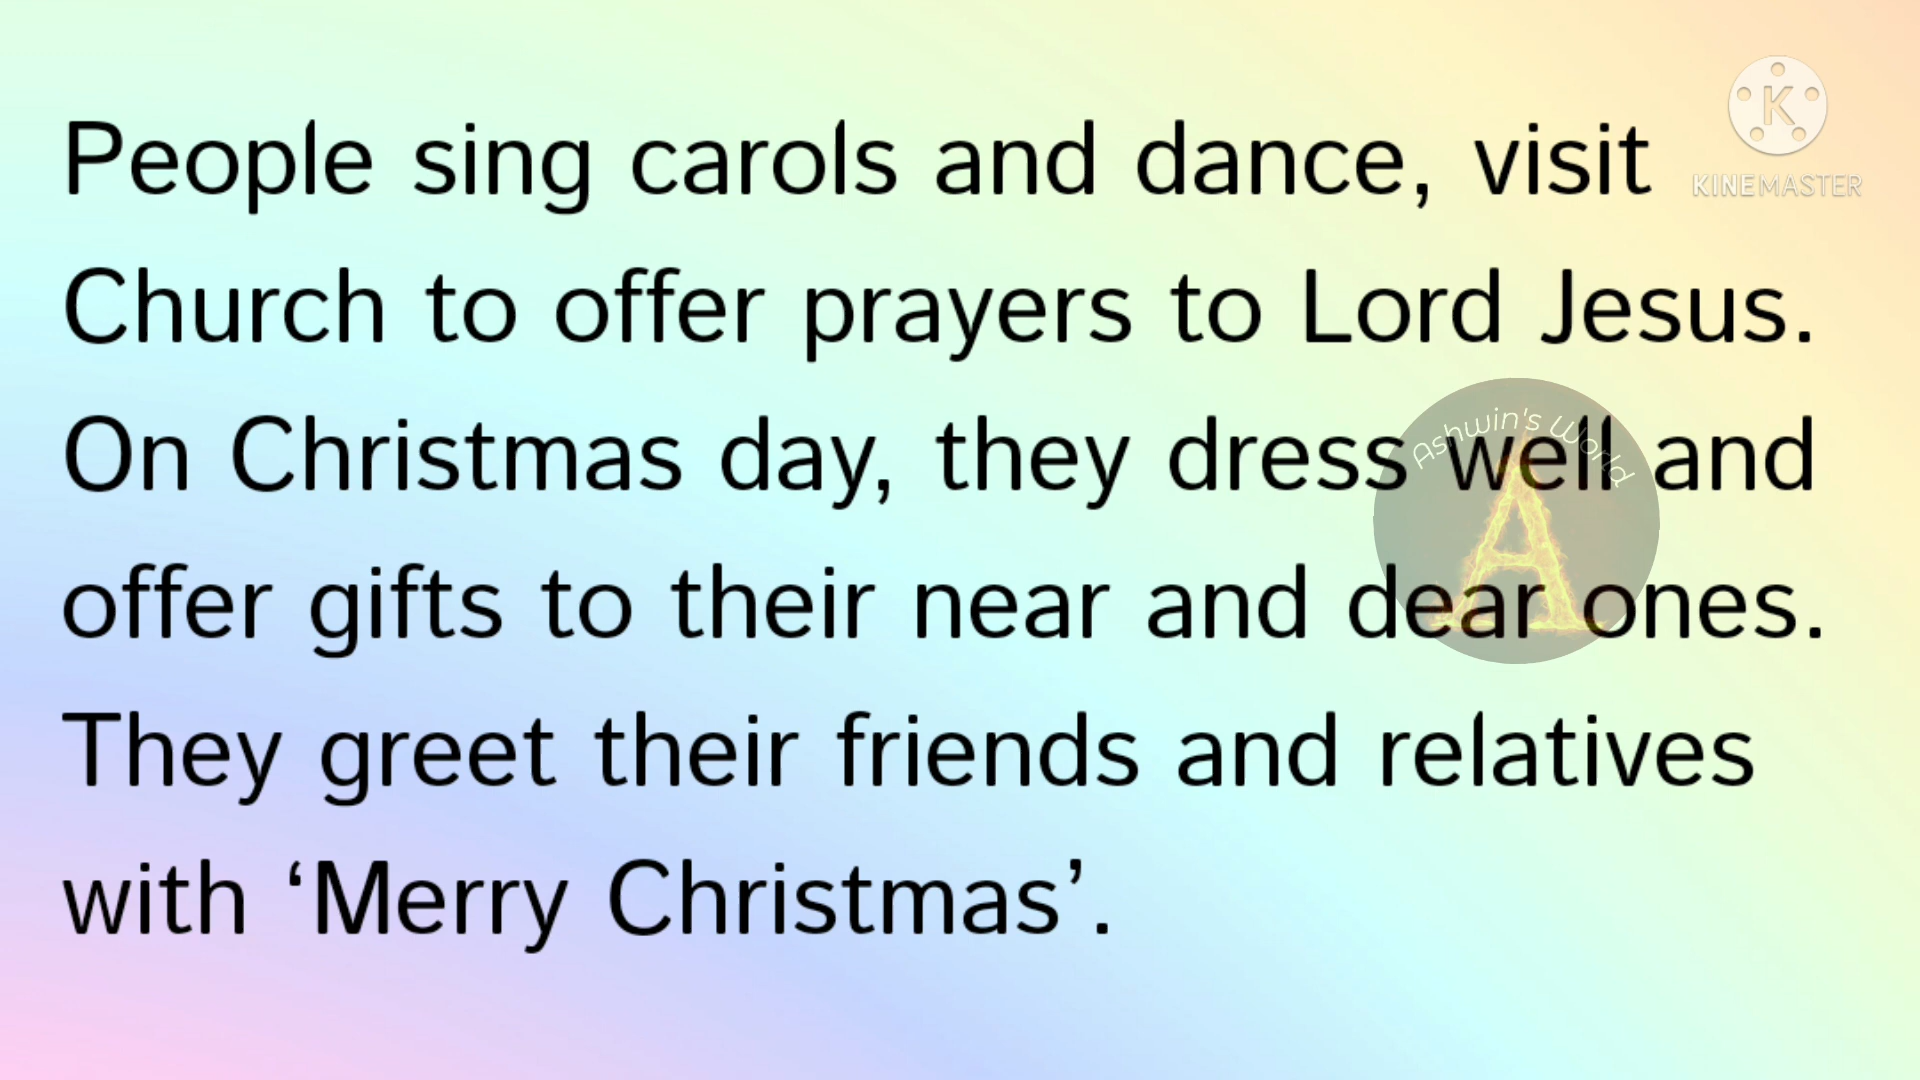 People sing carols and dance, visit
Church to offer prayers to Lord Jesus.
On Christmas day, they dress well and
offer gifts to their near and dear ones.
They greet their friends and relatives
with ‘Merry Christmas’.
K
KINEMASTER
Ashwin's World
A